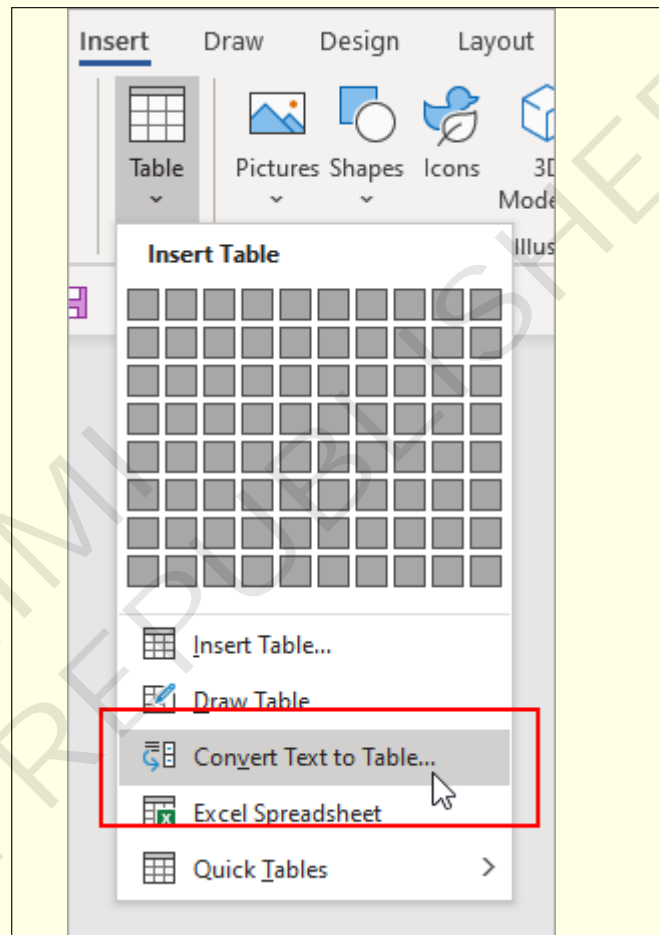 Insert Draw Design Layout
Table Pictures Shapes Icons 3D
Mode
Illus
Insert Table
Insert Table...
Draw Table
Convert Text to Table...
Excel Spreadsheet
Quick Tables
REPUBLISHE